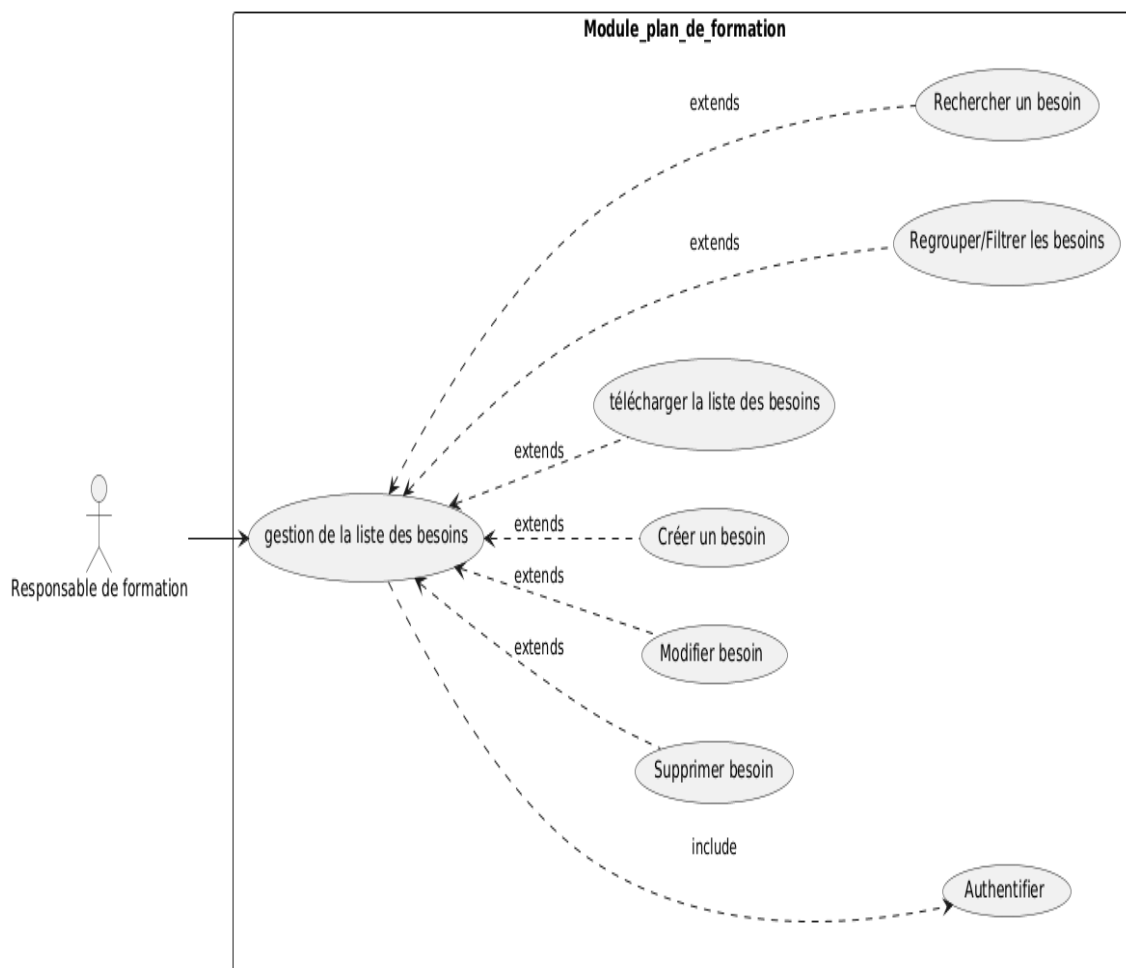 Module_plan_de_formation
extends
Rechercher un besoin
extends
Regrouper/Filtrer les besoins
télécharger la liste des besoins
extends
gestion de la liste des besoins
extends
Créer un besoin
extends
Responsable de formation
extends
Modifier besoin
Supprimer besoin
include
Authentifier